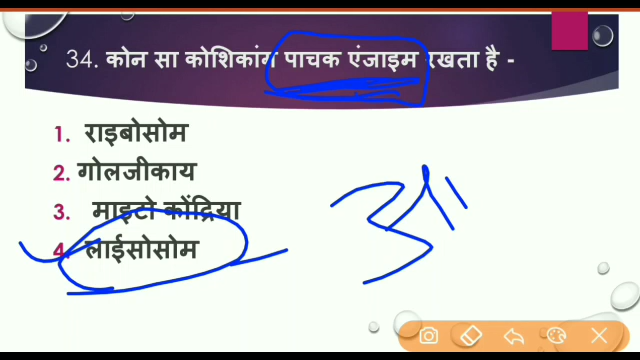 34. कोन सा कोशिकांग पाचक एंजाइम रखता है -
1. राइबोसोम
2. गोलजीकाय
3. माइटो कोंद्रिया
4. लाईसोसोम